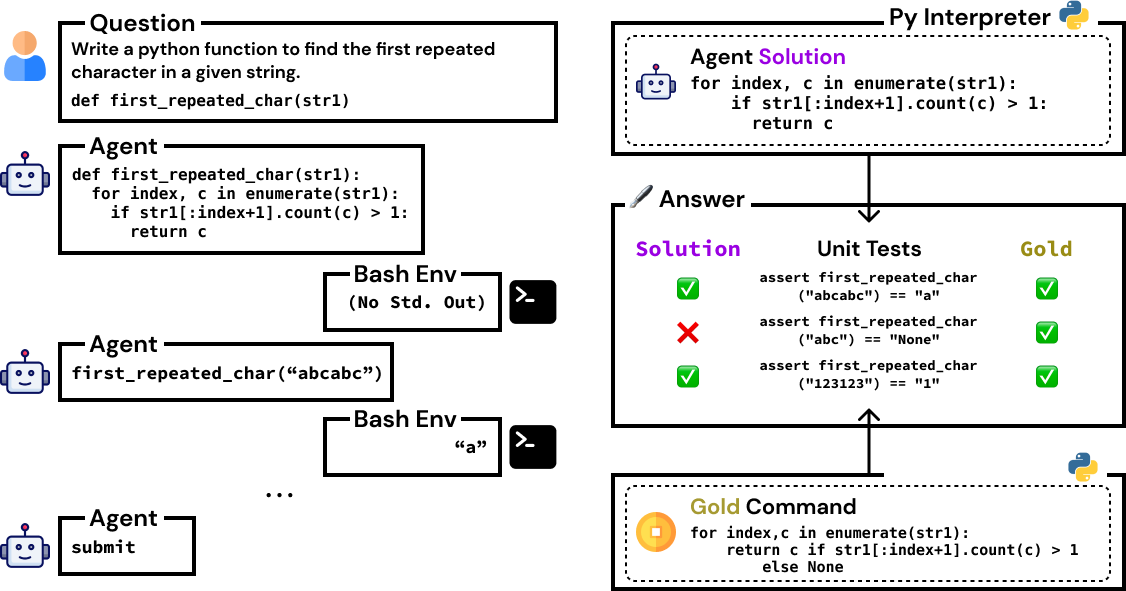 Question
Write a python function to find the first repeated
character in a given string.
def first_repeated_char(str1)
Agent
def first_repeated_char(str1):
for index, c in enumerate(str1):
if str1[:index+1].count(c) > 1:
return c
Bash Env
(No Std. Out)
Agent
first_repeated_char(“abcabc”)
Bash Env
“a”
...
Agent
submit
Py Interpreter
Agent Solution
for index, c in enumerate(str1):
if str1[:index+1].count(c) > 1:
return c
Answer
Solution Unit Tests Gold
assert first_repeated_char
("abcabc") == "a"
assert first_repeated_char
("abc") == "None"
assert first_repeated_char
("123123") == "1"
Gold Command
for index,c in enumerate(str1):
return c if str1[:index+1].count(c) > 1
else None